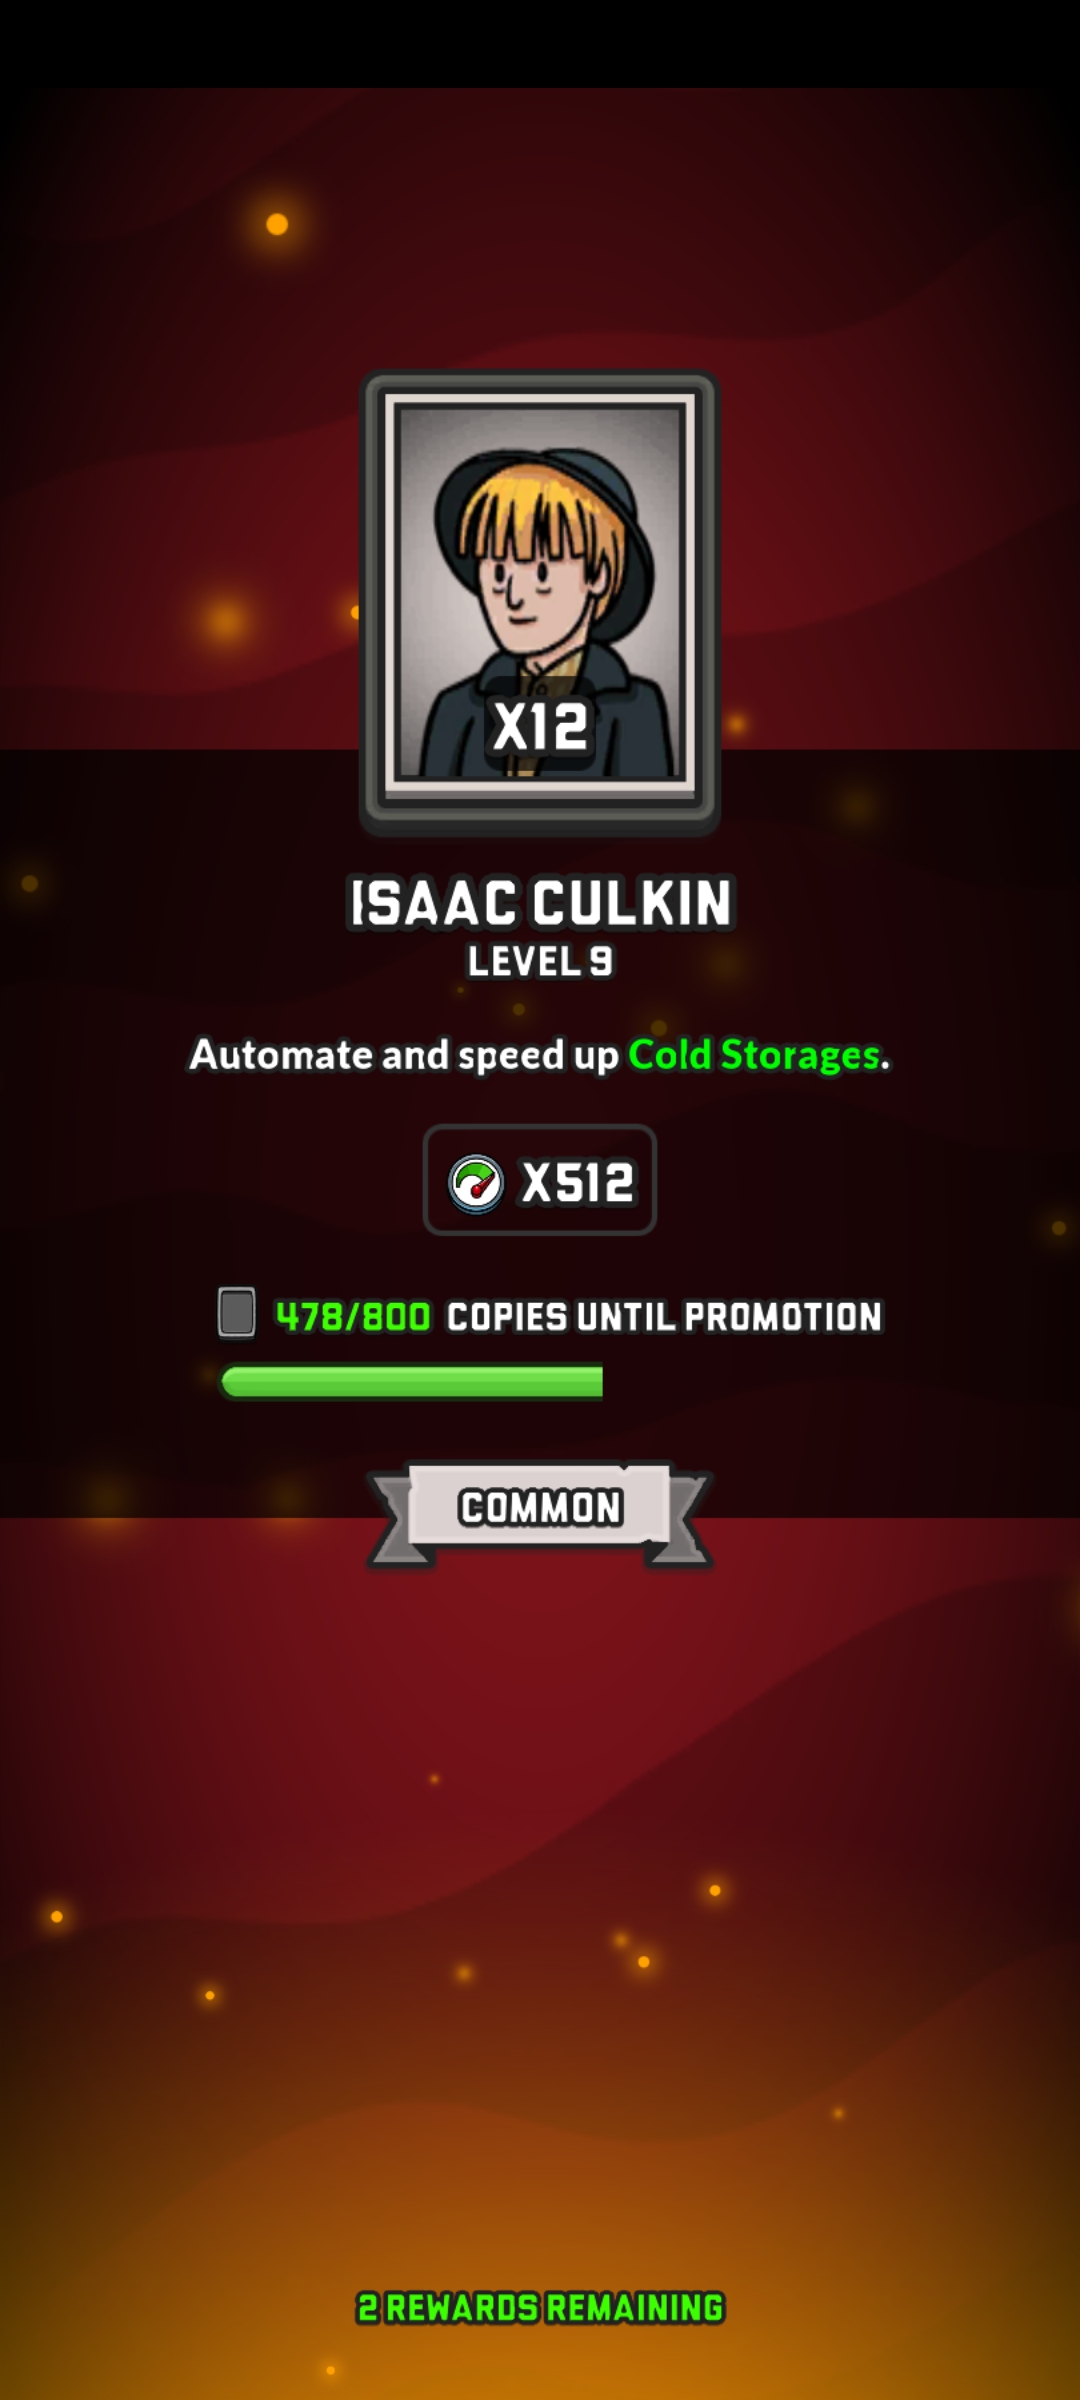 X12
ISAAC CULKIN
LEVEL 9
Automate and speed up Cold Storages.
X512
478/800 COPIES UNTIL PROMOTION
COMMON
2 REWARDS REMAINING